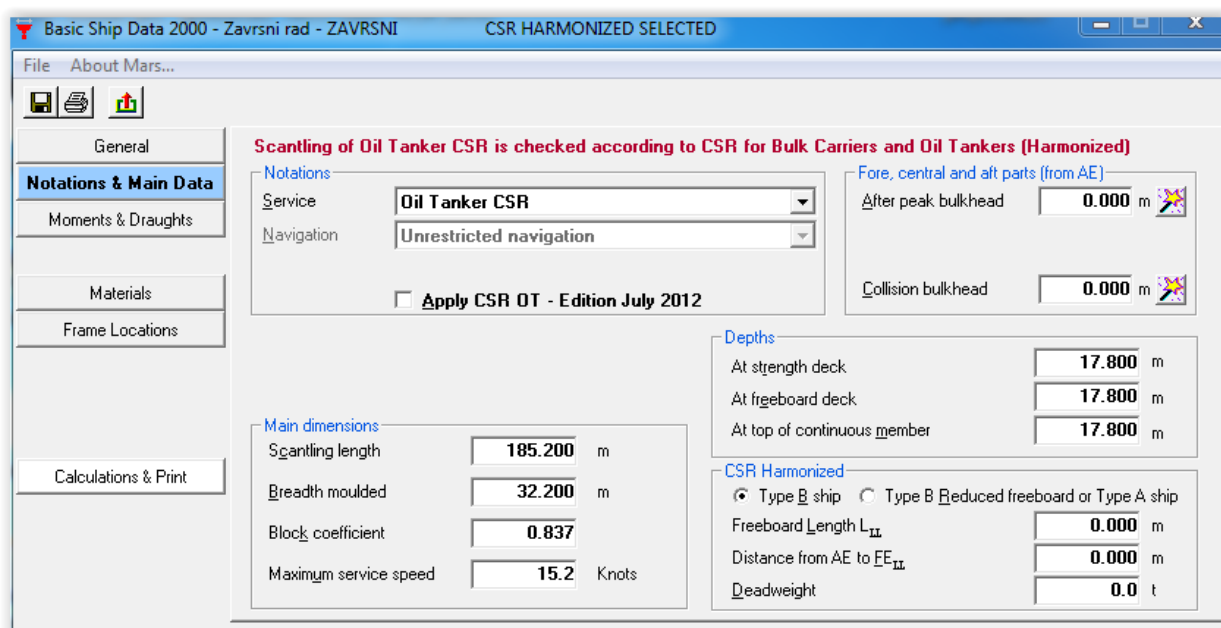 Basic Ship Data 2000 - Zavrsni rad - ZAVRSNI CSR HARMONIZED SELECTED
File About Mars...
General
Notations & Main Data
Moments & Draughts
Materials
Frame Locations
Calculations & Print
Scantling of Oil Tanker CSR is checked according to CSR for Bulk Carriers and Oil Tankers (Harmonized)
Notations
Service Oil Tanker CSR
Navigation Unrestricted navigation
Apply CSR OT - Edition July 2012
Fore, central and aft parts (from AE)
After peak bulkhead 0.000 m
Collision bulkhead 0.000 m
Depths
At strength deck 17.800 m
At freeboard deck 17.800 m
At top of continuous member 17.800 m
Main dimensions
Scantling length 185.200 m
Breadth moulded 32.200 m
Block coefficient 0.837
Maximum service speed 15.2 Knots
CSR Harmonized
Type B ship Type B Reduced freeboard or Type A ship
Freeboard Length LLL 0.000 m
Distance from AE to FELL 0.000 m
Deadweight 0.0 t